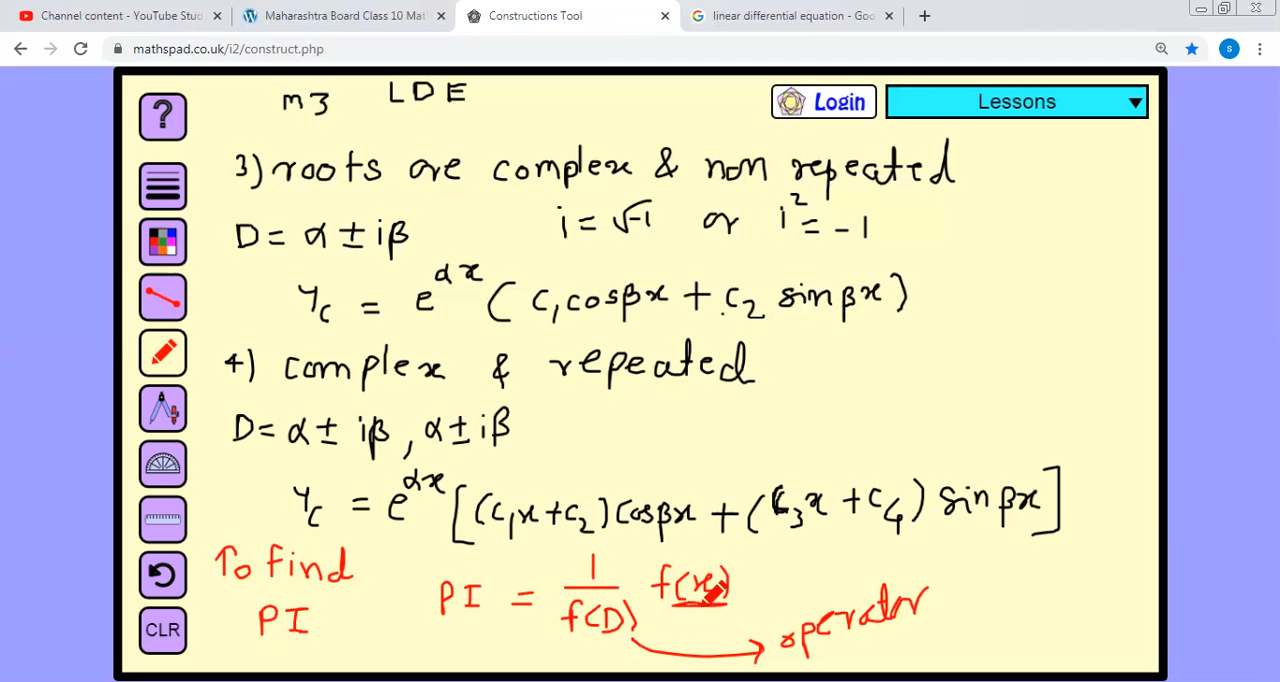 Channel content - YouTube Stud
Maharashtra Board Class 10 Mat
Constructions Tool
linear differential equation - Goo
mathspad.co.uk/i2/construct.php
S
m3 LDE
Login
Lessons
?
3) roots are complex & non repeated
D = α ± iβ i = √-1 or i² = -1
y_c = e^{αx} ( c₁cosβx + c₂ sinβx )
4) complex & repeated
D = α ± iβ , α ± iβ
y_c = e^{αx} [(c₁x+c₂)cosβx + (c₃x + c₄) sinβx]
To find
PI
PI = 1/f(D) f(x)
operator
CLR